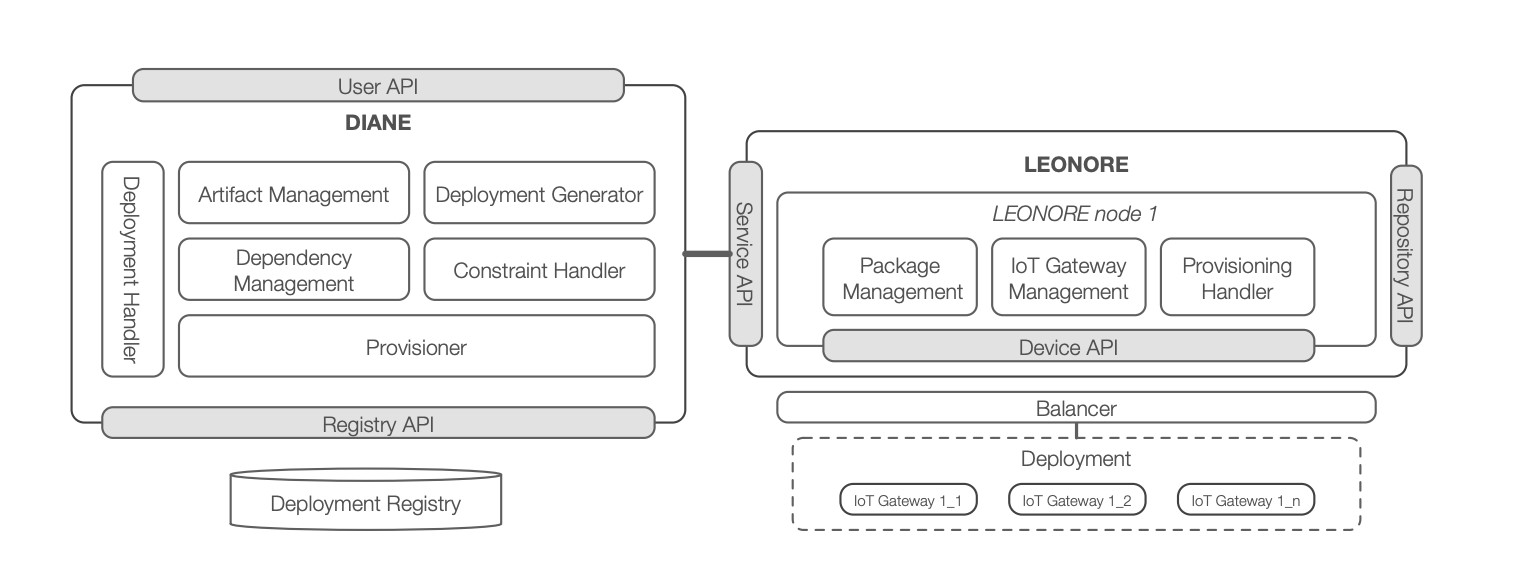 User API
DIANE
Deployment Handler
Artifact Management
Deployment Generator
Dependency
Management
Constraint Handler
Provisioner
Registry API
Deployment Registry
Service API
LEONORE
LEONORE node 1
Package
Management
IoT Gateway
Management
Provisioning
Handler
Device API
Repository API
Balancer
Deployment
IoT Gateway 1_1
IoT Gateway 1_2
IoT Gateway 1_n